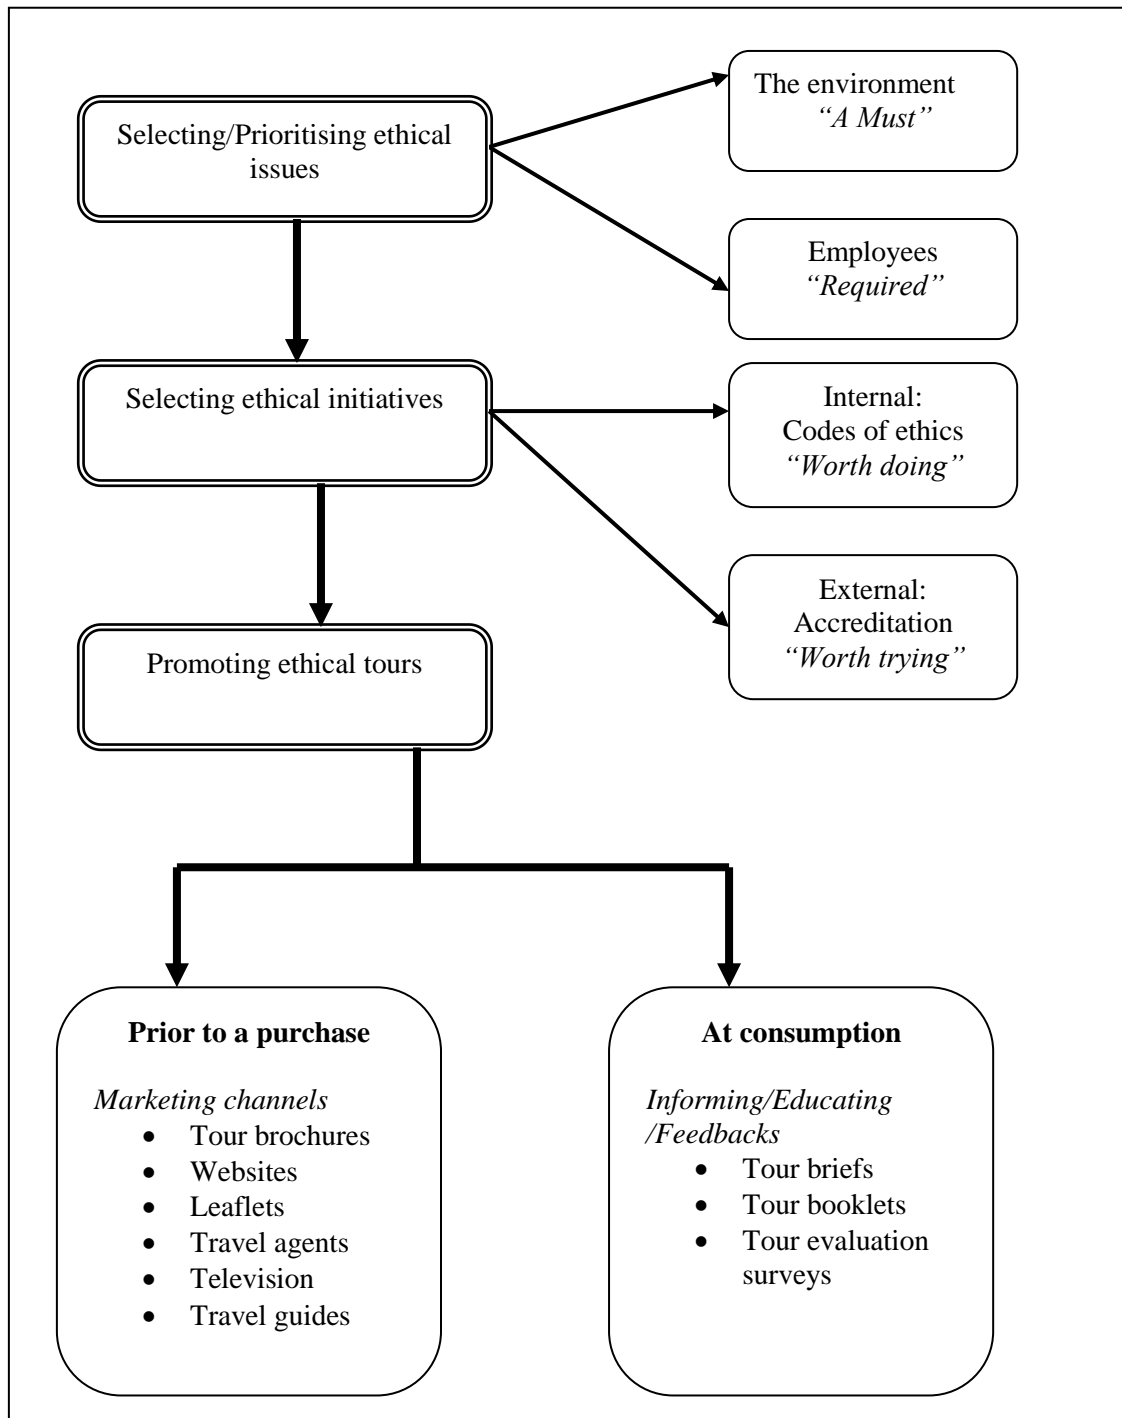 Selecting/Prioritising ethical
issues
The environment
“A Must”
Employees
“Required”
Selecting ethical initiatives
Internal:
Codes of ethics
“Worth doing”
External:
Accreditation
“Worth trying”
Promoting ethical tours
Prior to a purchase
Marketing channels
• Tour brochures
• Websites
• Leaflets
• Travel agents
• Television
• Travel guides
At consumption
Informing/Educating
/Feedbacks
• Tour briefs
• Tour booklets
• Tour evaluation
surveys